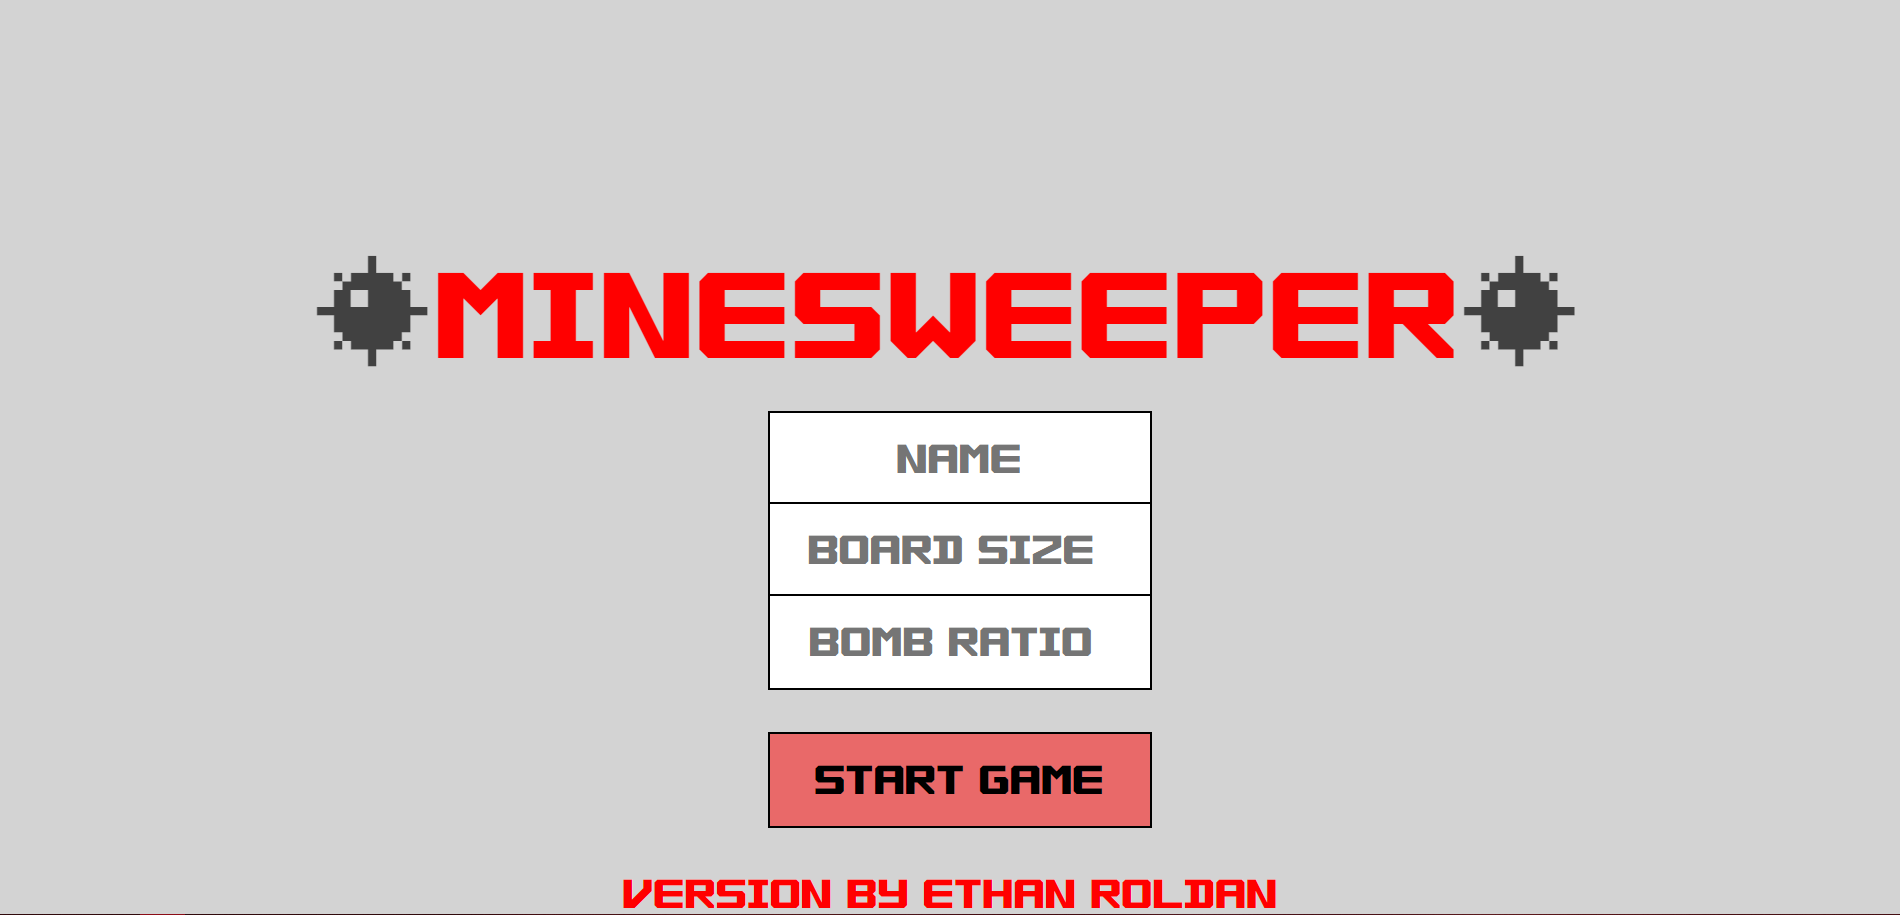 MINESWEEPER
NAME
BOARD SIZE
BOMB RATIO
START GAME
VERSION BY ETHAN ROLDAN